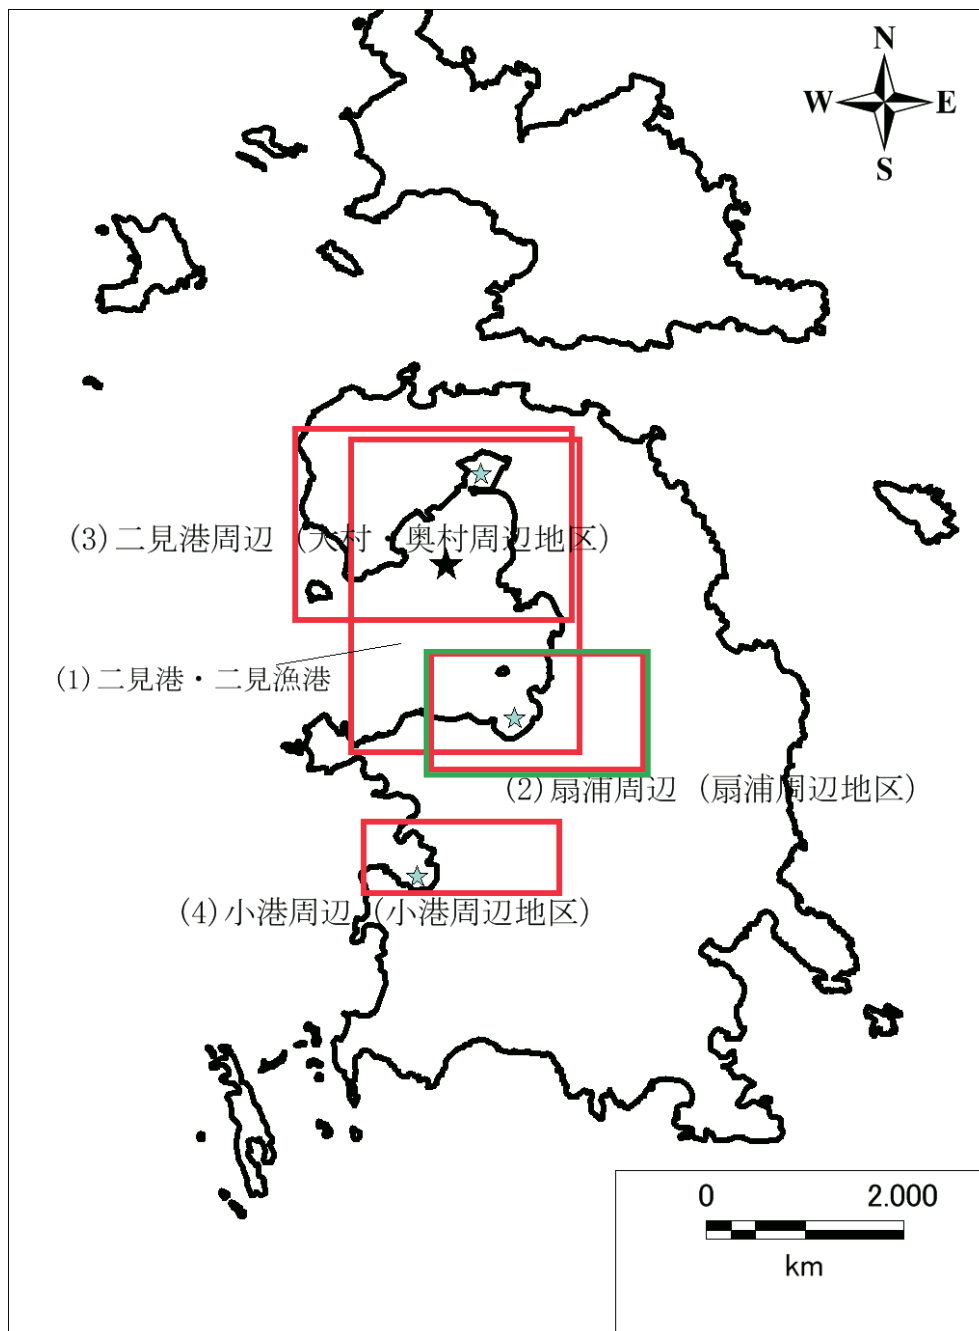 N
W E
S
(3)二見港周辺 (大村・奥村周辺地区)
(1)二見港・二見漁港
(2)扇浦周辺 (扇浦周辺地区)
(4)小港周辺 (小港周辺地区)
0 2.000
km